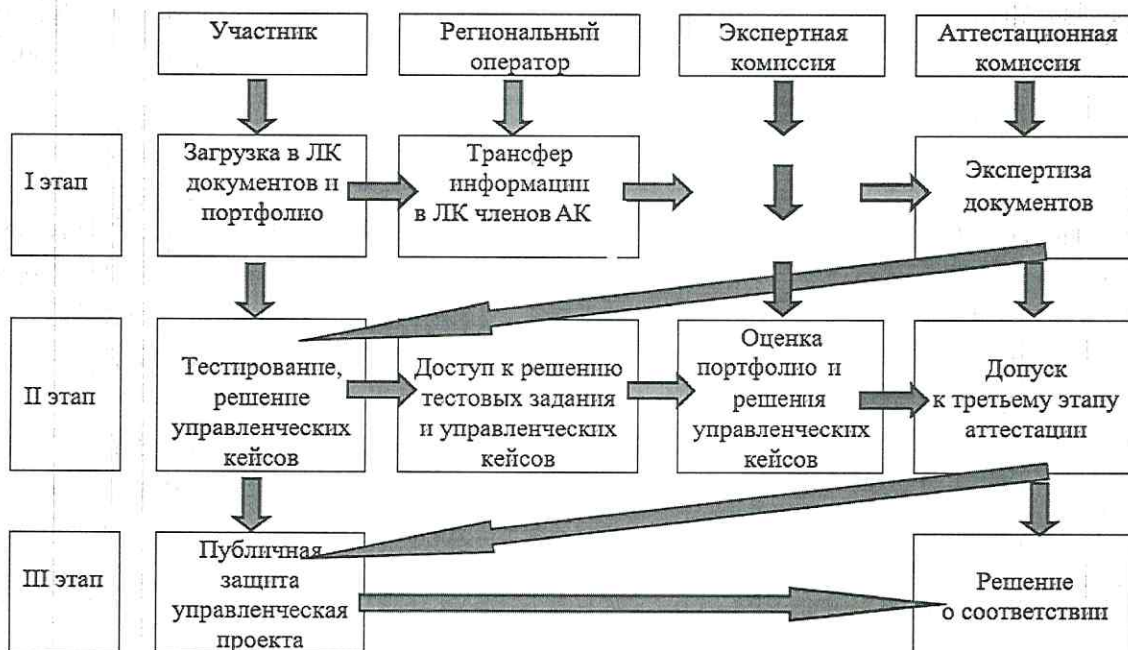 Участник
Региональный
оператор
Экспертная
комиссия
Аттестационная
комиссия
I этап
Загрузка в ЛК
документов и
портфолио
Трансфер
информации
в ЛК членов АК
Экспертиза
документов
II этап
Тестирование,
решение
управленческих
кейсов
Доступ к решению
тестовых задания
и управленческих
кейсов
Оценка
портфолио и
решения
управленческих
кейсов
Допуск
к третьему этапу
аттестации
III этап
Публичная
защита
управленческая
проекта
Решение
о соответствии